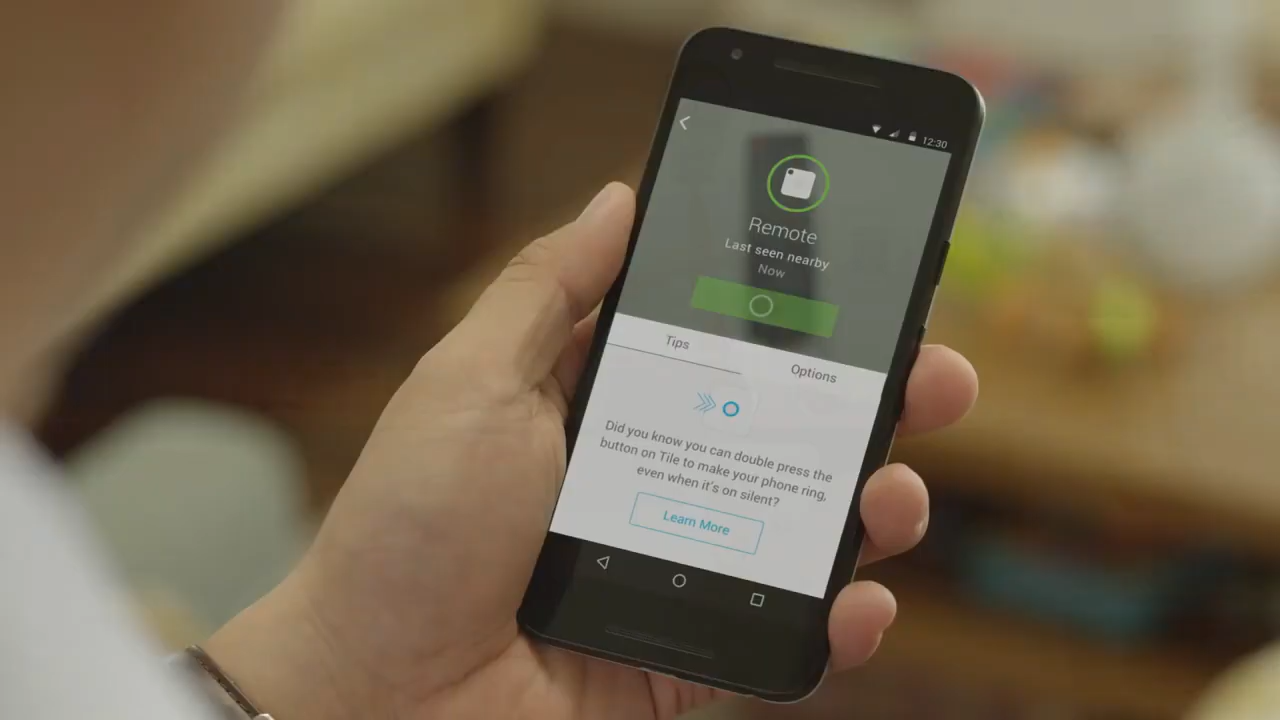 12:30
Remote
Last seen nearby
Now
Tips
Options
Did you know you can double press the
button on Tile to make your phone ring,
even when it's on silent?
Learn More